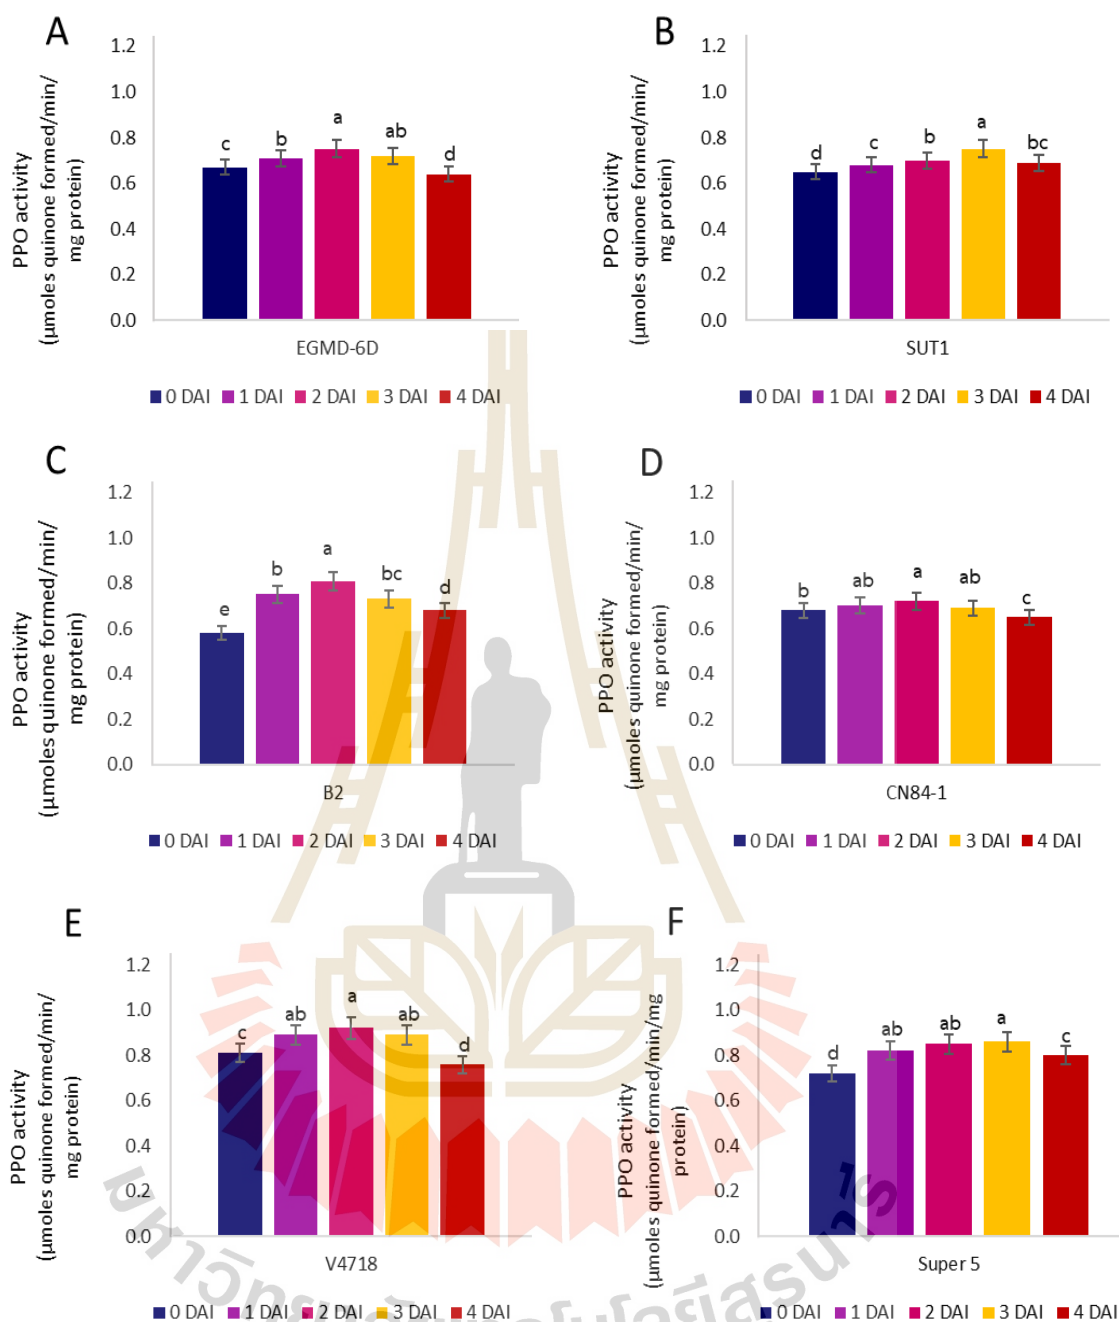 A
PPO activity
(µmoles quinone formed/min/
mg protein)
1.2
1.0
0.8
0.6
0.4
0.2
0.0
c b a ab d
EGMD-6D
0 DAI 1 DAI 2 DAI 3 DAI 4 DAI
B
PPO activity
(µmoles quinone formed/min/
mg protein)
1.2
1.0
0.8
0.6
0.4
0.2
0.0
d c b a bc
SUT1
0 DAI 1 DAI 2 DAI 3 DAI 4 DAI
C
PPO activity
(µmoles quinone formed/min/
mg protein)
1.2
1.0
0.8
0.6
0.4
0.2
0.0
e b a bc d
B2
0 DAI 1 DAI 2 DAI 3 DAI 4 DAI
D
PPO activity
(µmoles quinone formed/min/
mg protein)
1.2
1.0
0.8
0.6
0.4
0.2
0.0
b ab a ab c
CN84-1
0 DAI 1 DAI 2 DAI 3 DAI 4 DAI
E
PPO activity
(µmoles quinone formed/min/
mg protein)
1.2
1.0
0.8
0.6
0.4
0.2
0.0
c ab a ab d
V4718
0 DAI 1 DAI 2 DAI 3 DAI 4 DAI
F
PPO activity
(µmoles quinone formed/min/mg
protein)
1.2
1.0
0.8
0.6
0.4
0.2
0.0
d ab ab a c
Super 5
0 DAI 1 DAI 2 DAI 3 DAI 4 DAI